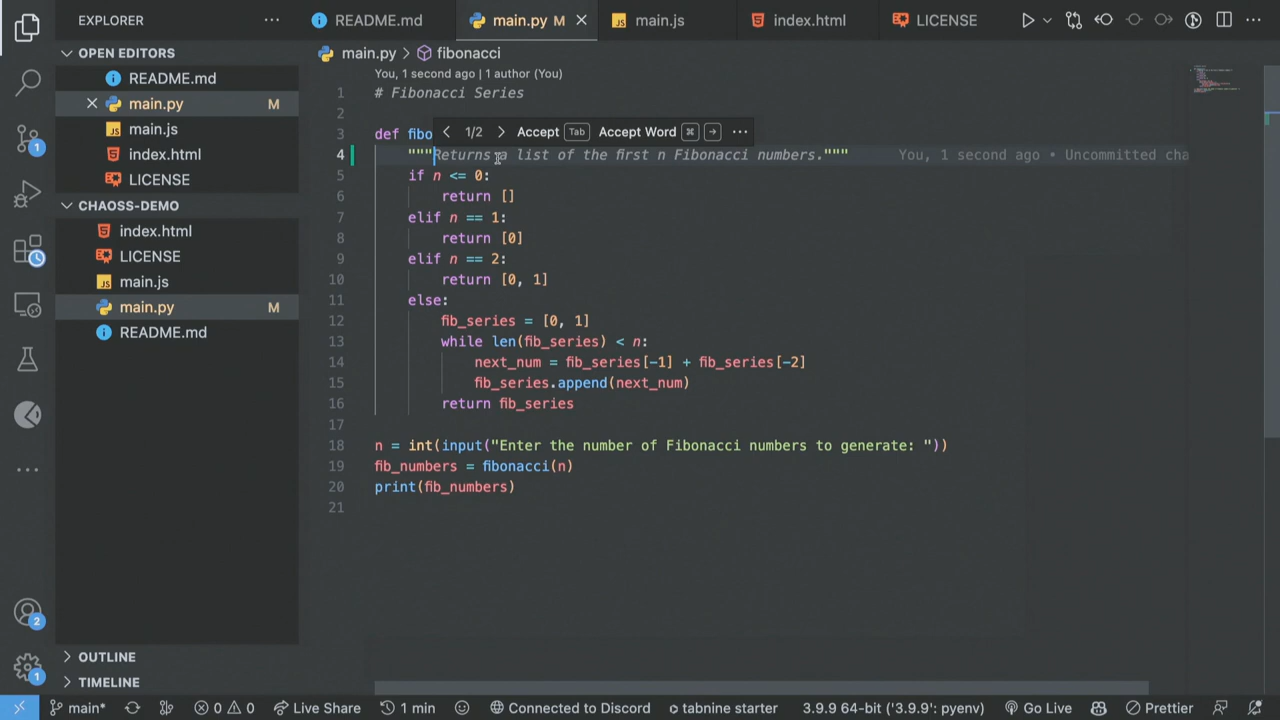 EXPLORER
README.md
main.py M
main.js
index.html
LICENSE
OPEN EDITORS
README.md
main.py M
main.js
index.html
LICENSE
CHAOSS-DEMO
index.html
LICENSE
main.js
main.py M
README.md
OUTLINE
TIMELINE
1
2
2
1
main.py > fibonacci
You, 1 second ago | 1 author (You)
1 # Fibonacci Series
2
3 def fibo
1/2 Accept Tab Accept Word ⌘ → ...
4 """Returns a list of the first n Fibonacci numbers.""" You, 1 second ago • Uncommitted cha
5 if n <= 0:
6 return []
7 elif n == 1:
8 return [0]
9 elif n == 2:
10 return [0, 1]
11 else:
12 fib_series = [0, 1]
13 while len(fib_series) < n:
14 next_num = fib_series[-1] + fib_series[-2]
15 fib_series.append(next_num)
16 return fib_series
17
18 n = int(input("Enter the number of Fibonacci numbers to generate: "))
19 fib_numbers = fibonacci(n)
20 print(fib_numbers)
21
main* 0 0 Live Share 1 min Connected to Discord tabnine starter 3.9.9 64-bit ('3.9.9': pyenv) Go Live Prettier